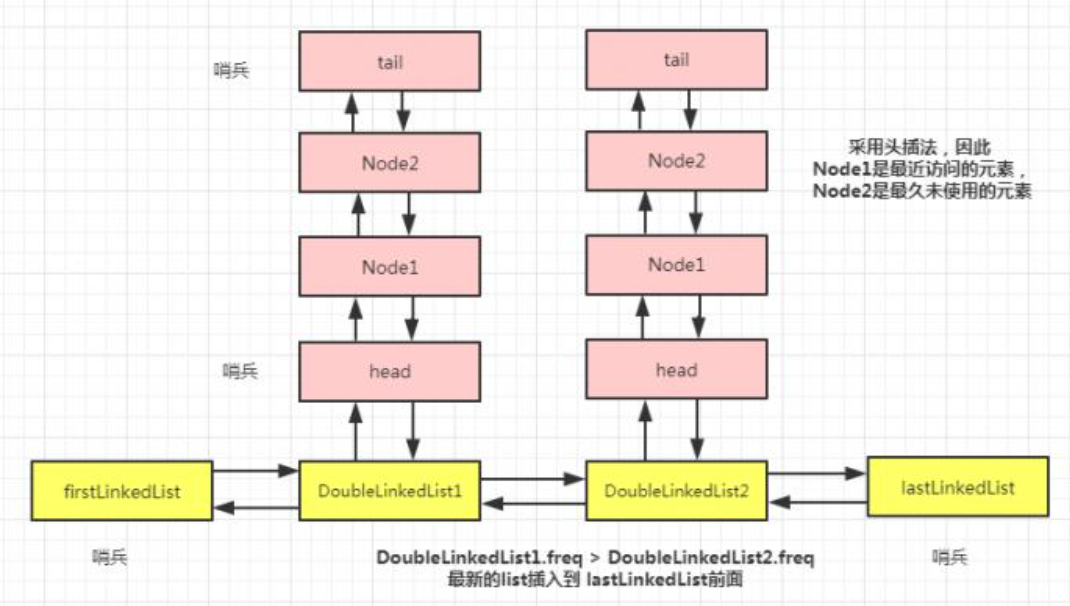 哨兵
tail
tail
Node2
Node2
采用头插法，因此
Node1是最近访问的元素，
Node2是最久未使用的元素
Node1
Node1
哨兵
head
head
firstLinkedList
DoubleLinkedList1
DoubleLinkedList2
lastLinkedList
哨兵
DoubleLinkedList1.freq > DoubleLinkedList2.freq
最新的list插入到 lastLinkedList前面
哨兵